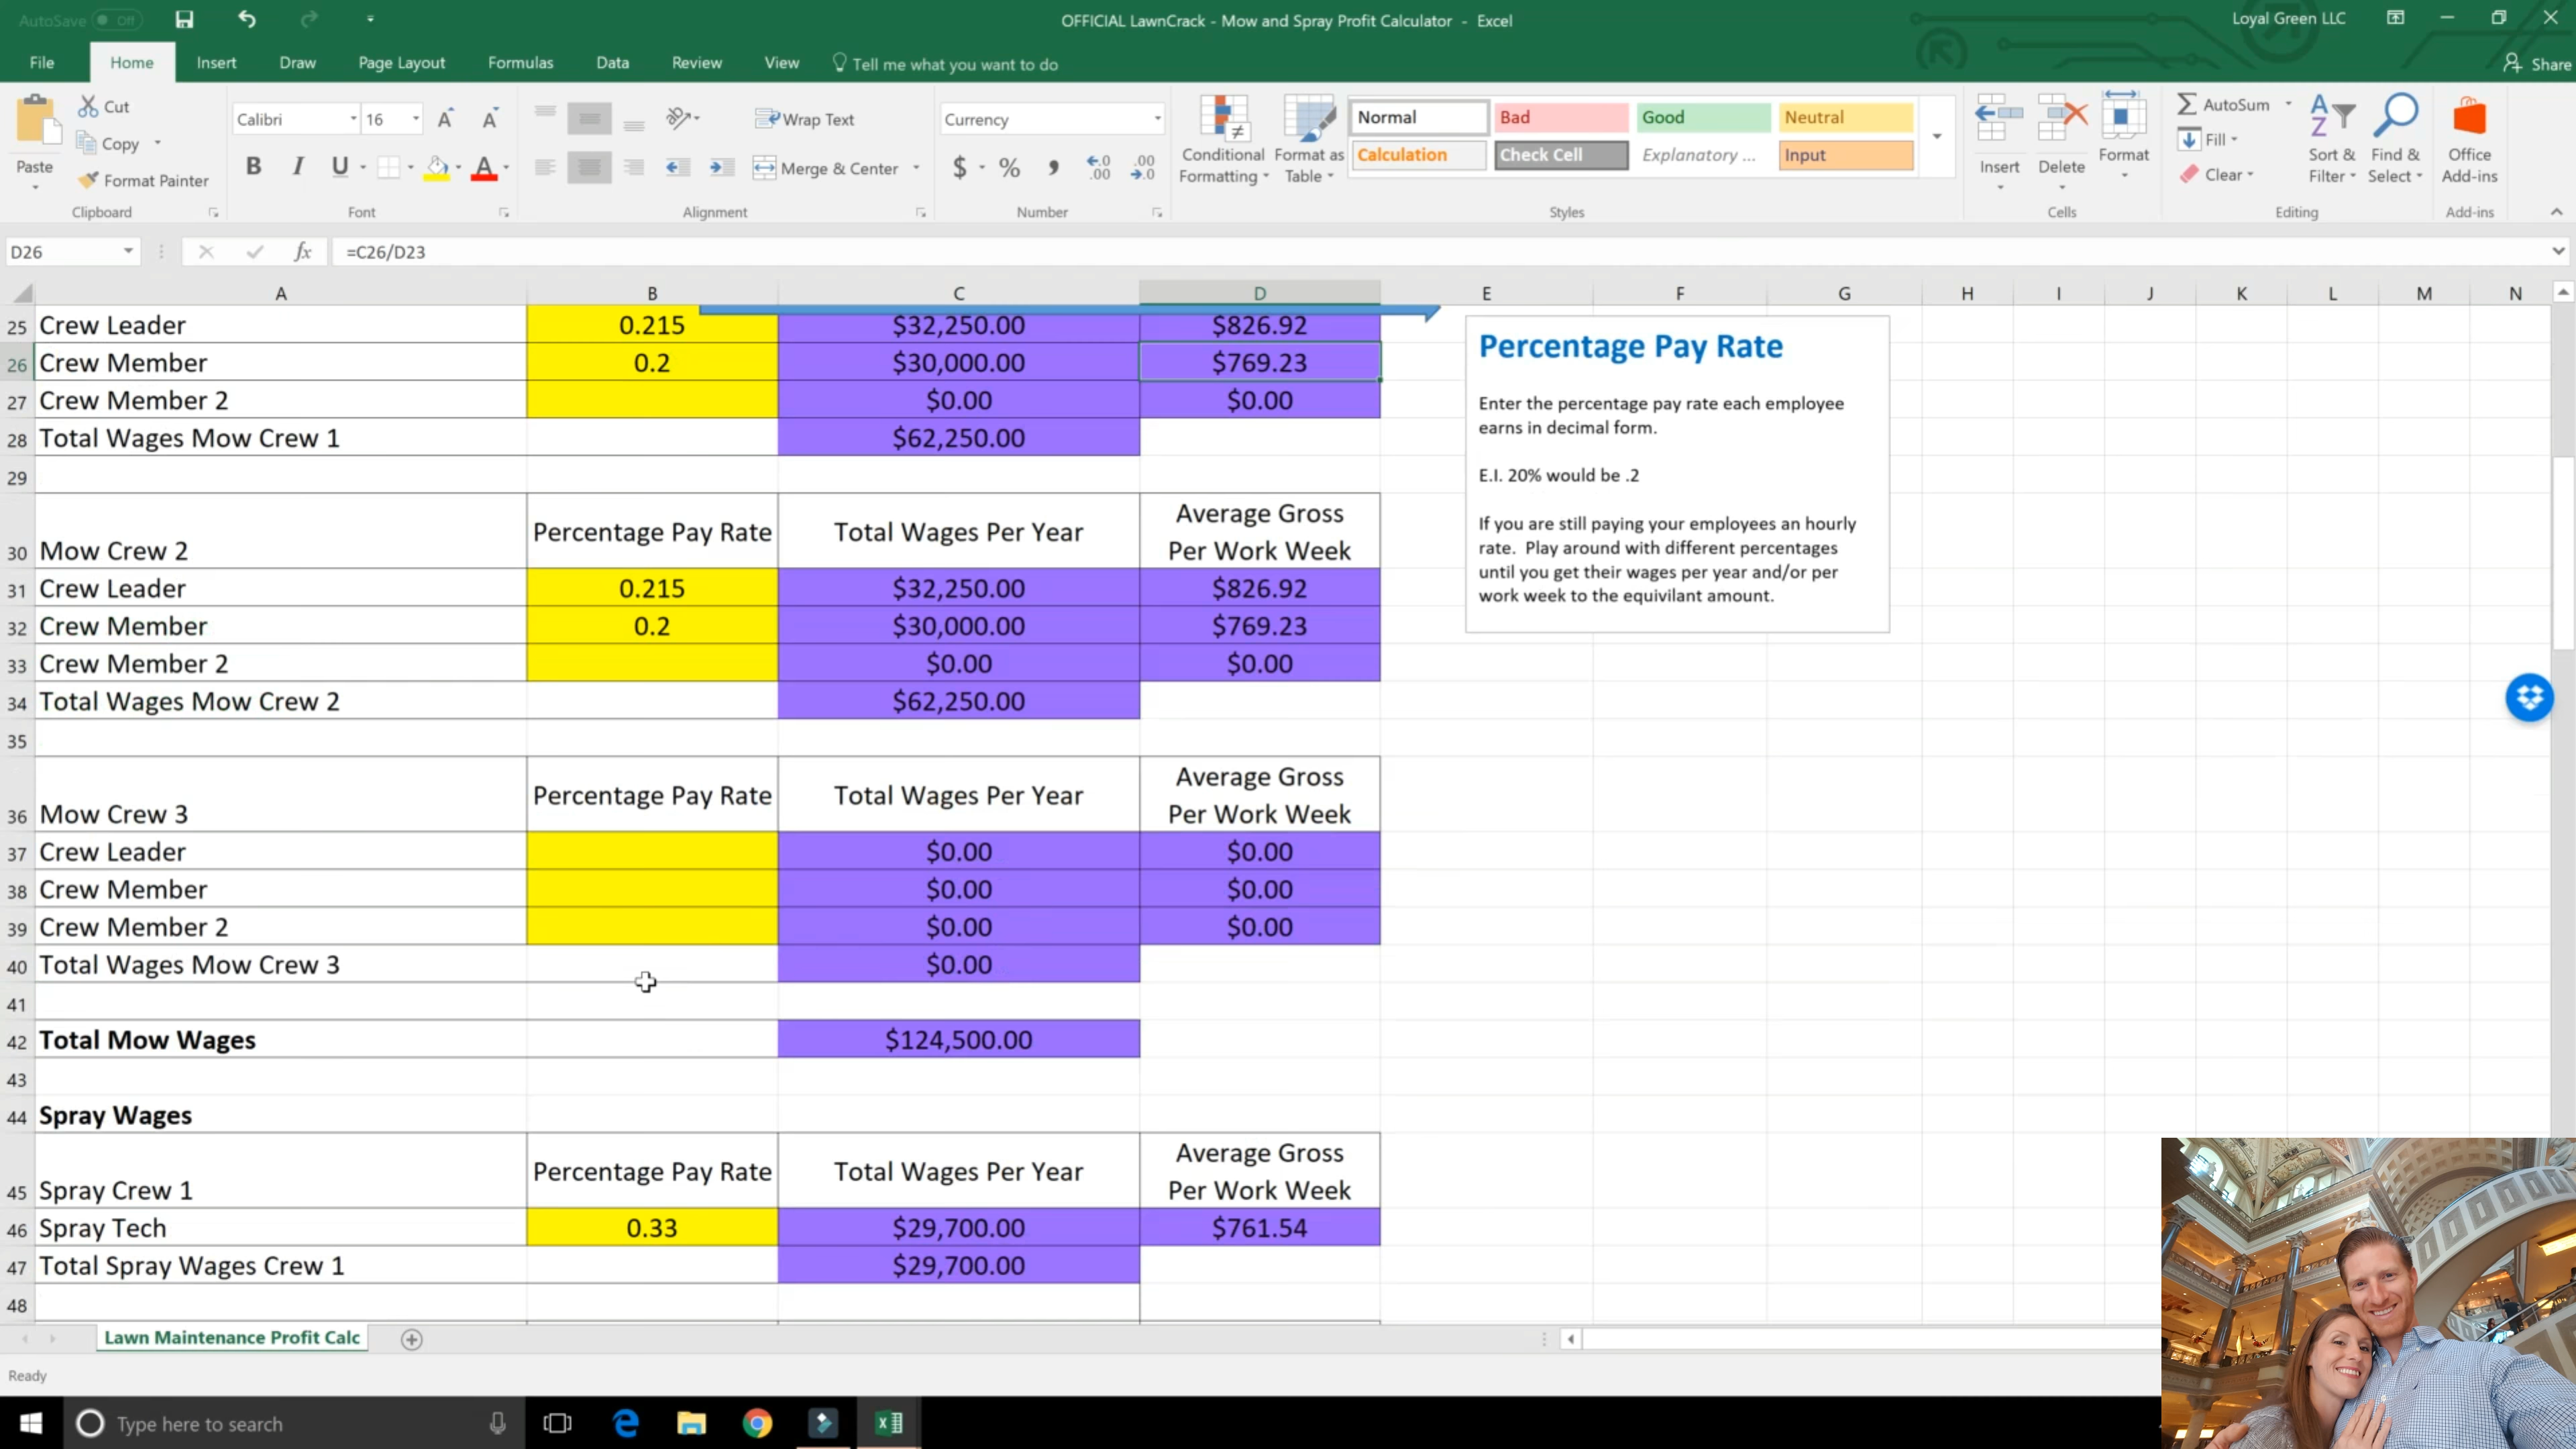 AutoSave Off
OFFICIAL LawnCrack - Mow and Spray Profit Calculator - Excel
Loyal Green LLC
File Home Insert Draw Page Layout Formulas Data Review View Tell me what you want to do
Share
Paste
Cut
Copy
Format Painter
Clipboard
Calibri 16
B I U
Font
Wrap Text
Merge & Center
Alignment
Currency
$ % ,
Number
Conditional Formatting
Format as Table
Normal Bad Good Neutral
Calculation Check Cell Explanatory ... Input
Styles
Insert Delete Format
Cells
AutoSum
Fill
Clear
Sort & Filter
Find & Select
Editing
Office Add-ins
Add-ins
D26 fx =C26/D23
A B C D E F G H I J K L M N
25 Crew Leader 0.215 $32,250.00 $826.92
26 Crew Member 0.2 $30,000.00 $769.23
27 Crew Member 2 $0.00 $0.00
28 Total Wages Mow Crew 1 $62,250.00
29
30 Mow Crew 2 Percentage Pay Rate Total Wages Per Year Average Gross Per Work Week
31 Crew Leader 0.215 $32,250.00 $826.92
32 Crew Member 0.2 $30,000.00 $769.23
33 Crew Member 2 $0.00 $0.00
34 Total Wages Mow Crew 2 $62,250.00
35
36 Mow Crew 3 Percentage Pay Rate Total Wages Per Year Average Gross Per Work Week
37 Crew Leader $0.00 $0.00
38 Crew Member $0.00 $0.00
39 Crew Member 2 $0.00 $0.00
40 Total Wages Mow Crew 3 $0.00
41
42 Total Mow Wages $124,500.00
43
44 Spray Wages
45 Spray Crew 1 Percentage Pay Rate Total Wages Per Year Average Gross Per Work Week
46 Spray Tech 0.33 $29,700.00 $761.54
47 Total Spray Wages Crew 1 $29,700.00
48
Percentage Pay Rate
Enter the percentage pay rate each employee
earns in decimal form.
E.I. 20% would be .2
If you are still paying your employees an hourly
rate. Play around with different percentages
until you get their wages per year and/or per
work week to the equivilant amount.
Lawn Maintenance Profit Calc
Ready
Type here to search